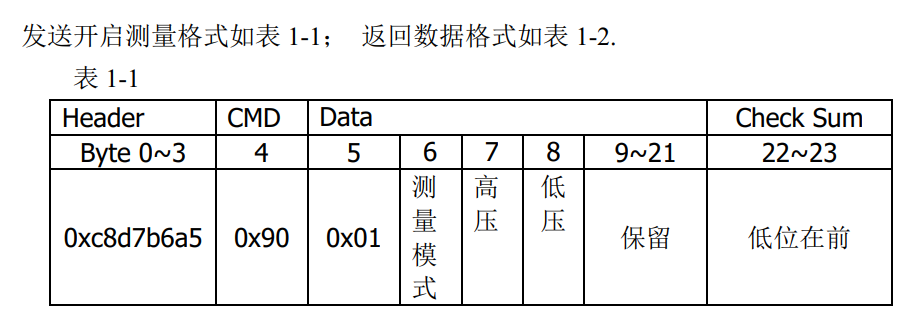 发送开启测量格式如表 1-1； 返回数据格式如表 1-2.
表 1-1
Header CMD Data Check Sum
Byte 0~3 4 5 6 7 8 9~21 22~23
0xc8d7b6a5 0x90 0x01 测量模式 高压 低压 保留 低位在前